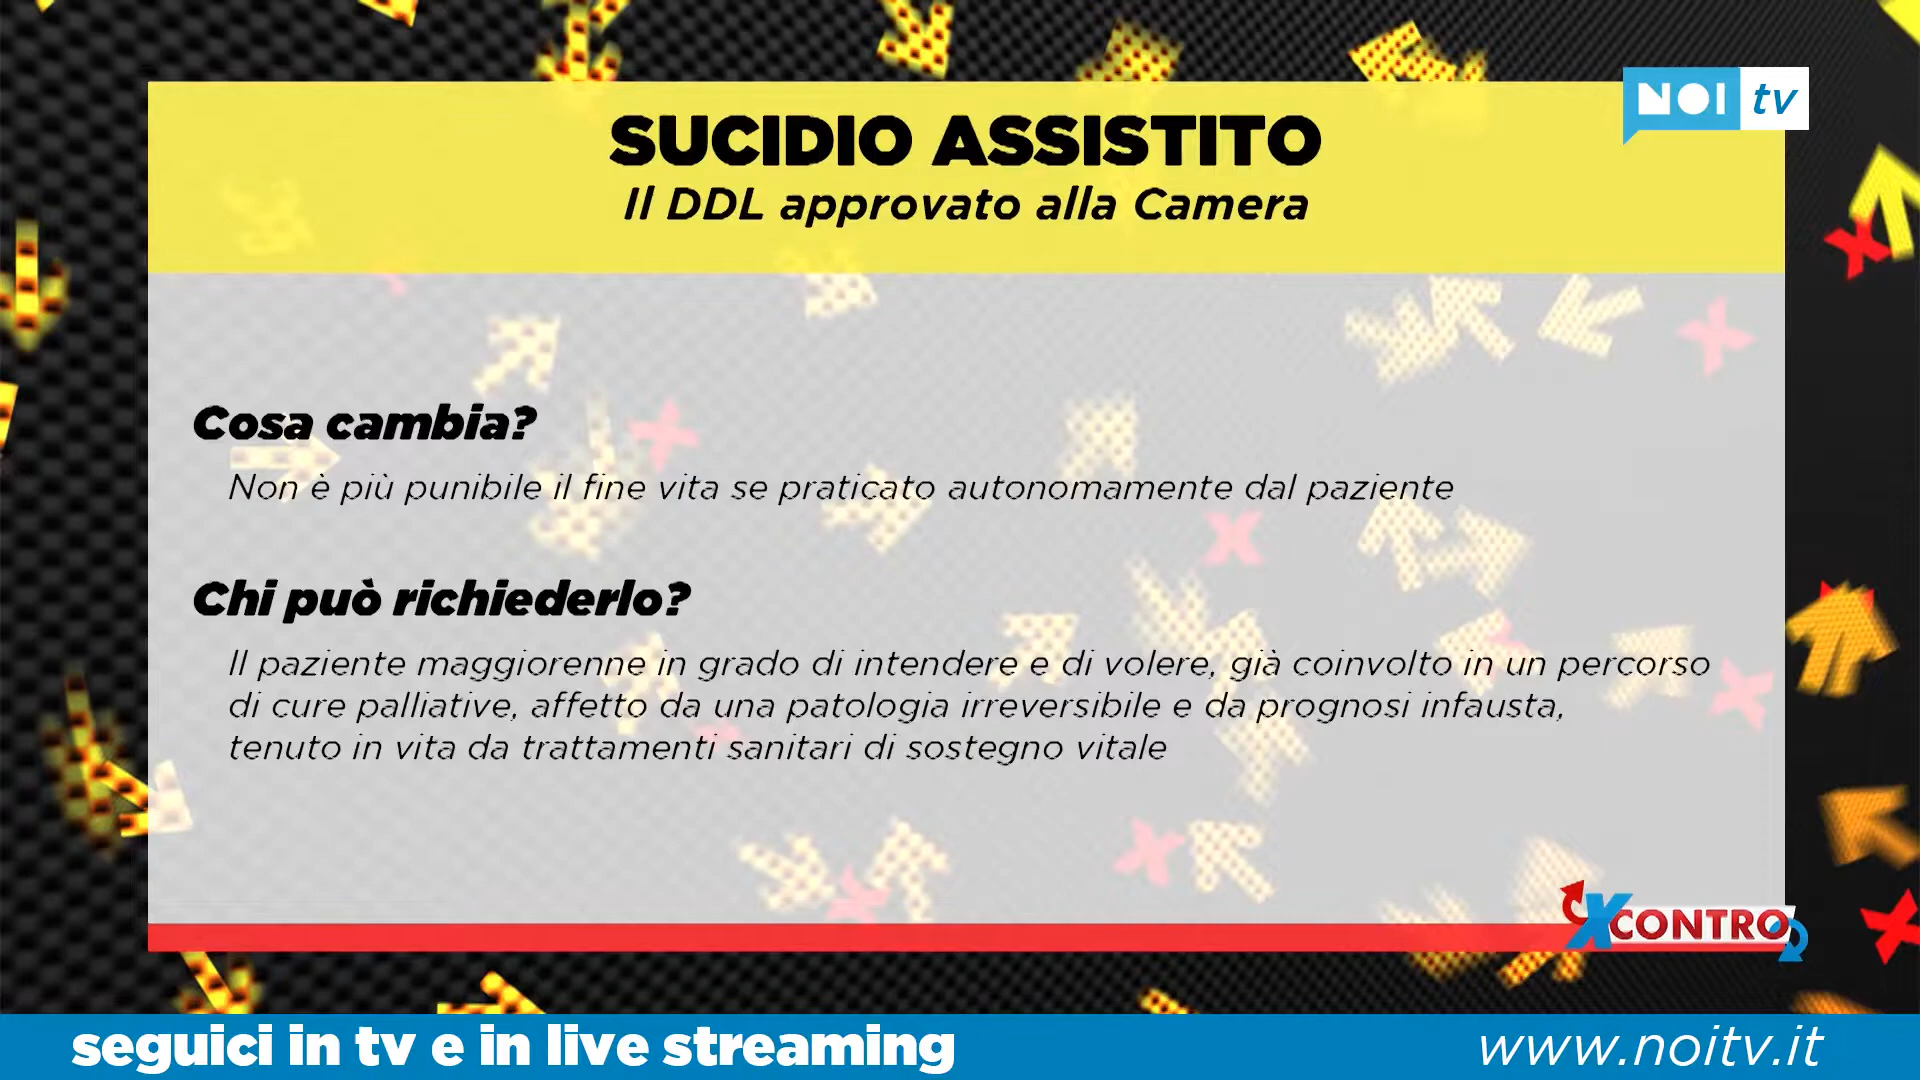 NOI tv
SUCIDIO ASSISTITO
Il DDL approvato alla Camera
Cosa cambia?
Non è più punibile il fine vita se praticato autonomamente dal paziente
Chi può richiederlo?
Il paziente maggiorenne in grado di intendere e di volere, già coinvolto in un percorso
di cure palliative, affetto da una patologia irreversibile e da prognosi infausta,
tenuto in vita da trattamenti sanitari di sostegno vitale
XCONTRO
seguici in tv e in live streaming
www.noitv.it